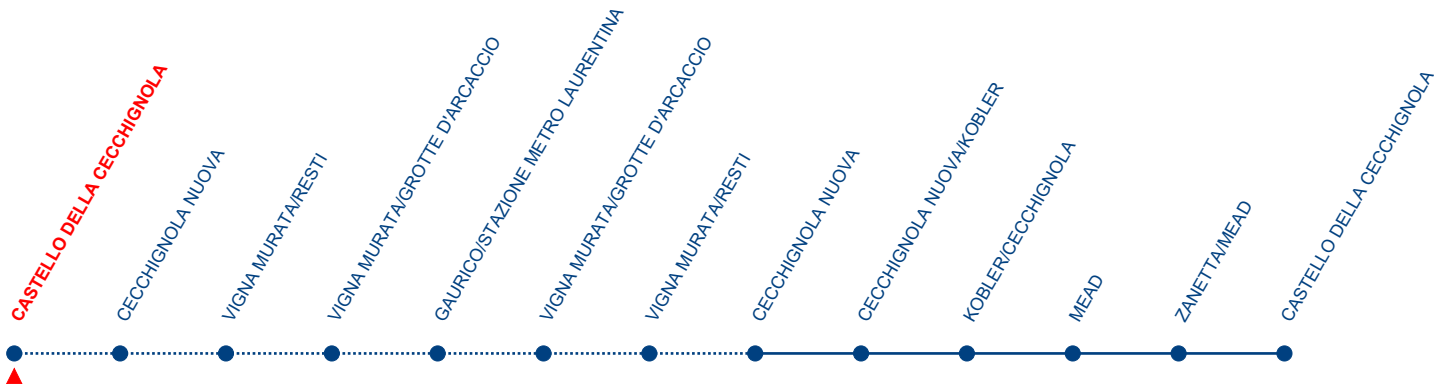 CASTELLO DELLA CECCHIGNOLA
CECCHIGNOLA NUOVA
VIGNA MURATA/RESTI
VIGNA MURATA/GROTTE D'ARCACCIO
GAURICO/STAZIONE METRO LAURENTINA
VIGNA MURATA/GROTTE D'ARCACCIO
VIGNA MURATA/RESTI
CECCHIGNOLA NUOVA
CECCHIGNOLA NUOVA/KOBLER
KOBLER/CECCHIGNOLA
MEAD
ZANETTA/MEAD
CASTELLO DELLA CECCHIGNOLA